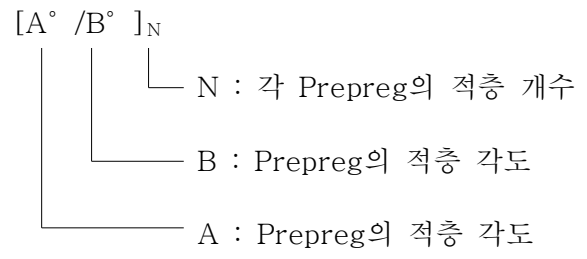 [A° /B° ]N
N : 각 Prepreg의 적층 개수
B : Prepreg의 적층 각도
A : Prepreg의 적층 각도